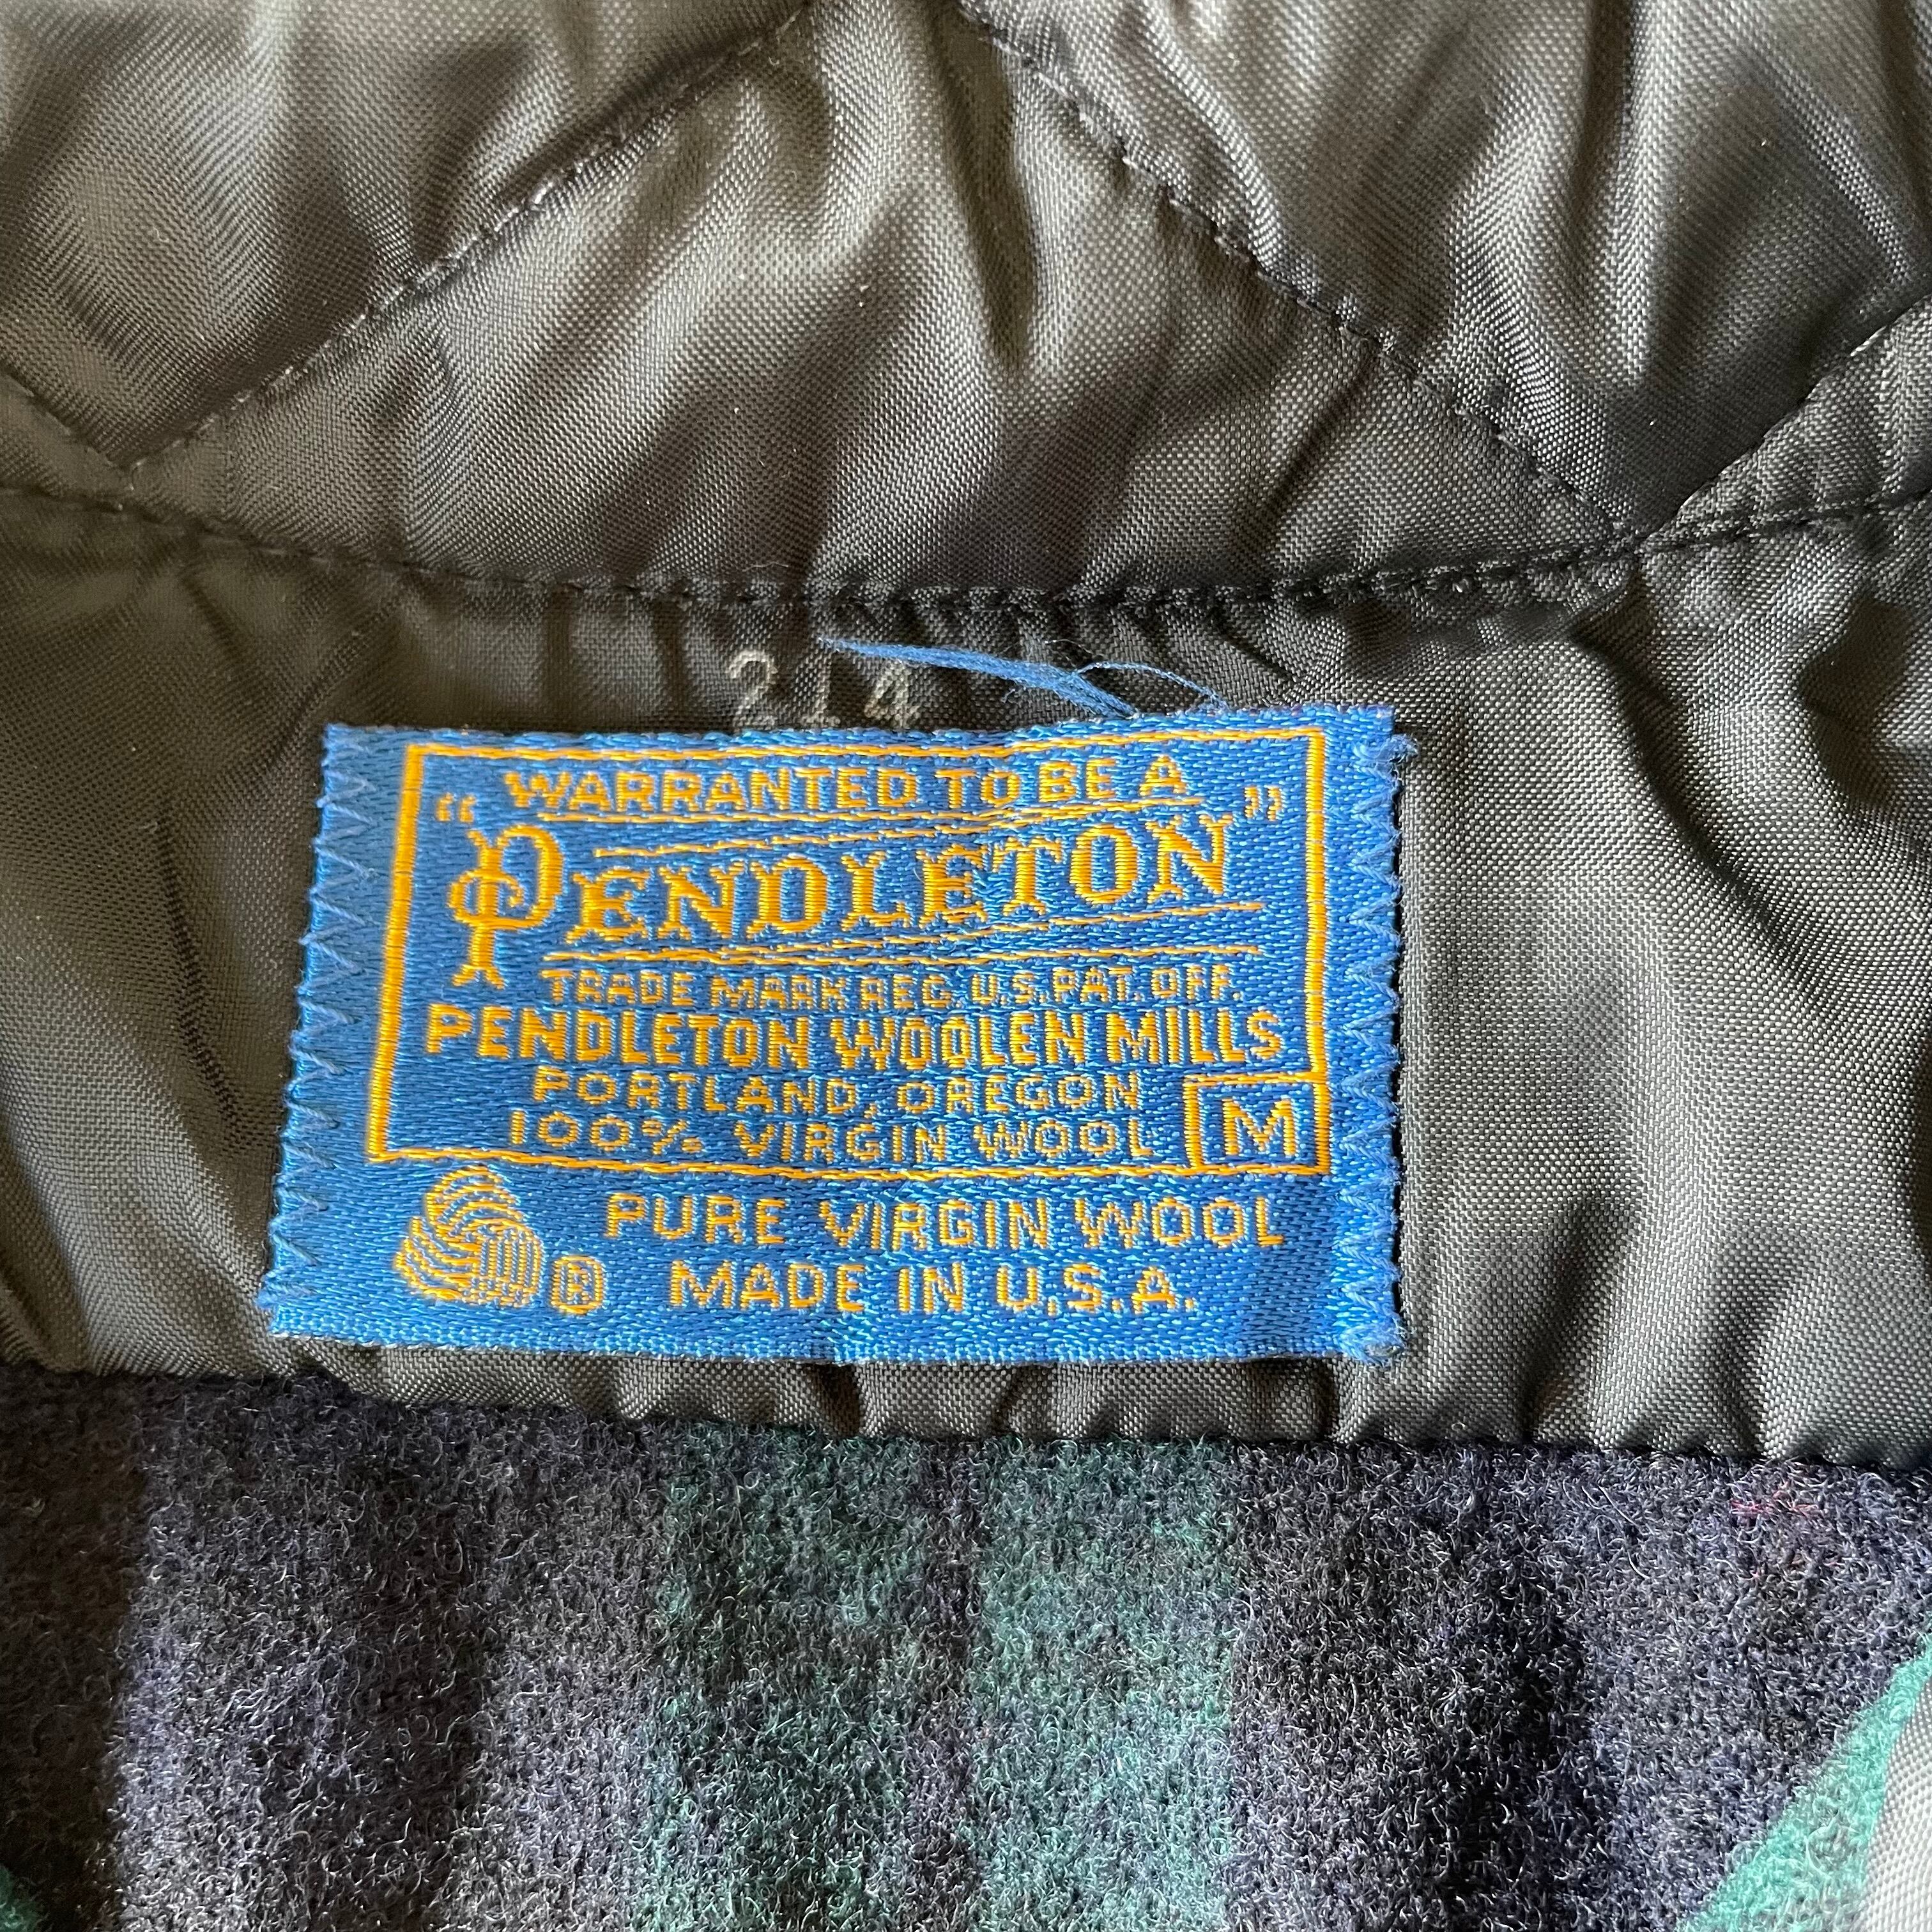 244
WARRANTED TO BE A
"PENDLETON"
TRADE MARK REG. U.S. PAT. OFF.
PENDLETON WOOLEN MILLS
PORTLAND, OREGON
100% VIRGIN WOOL M
PURE VIRGIN WOOL
® MADE IN U.S.A.